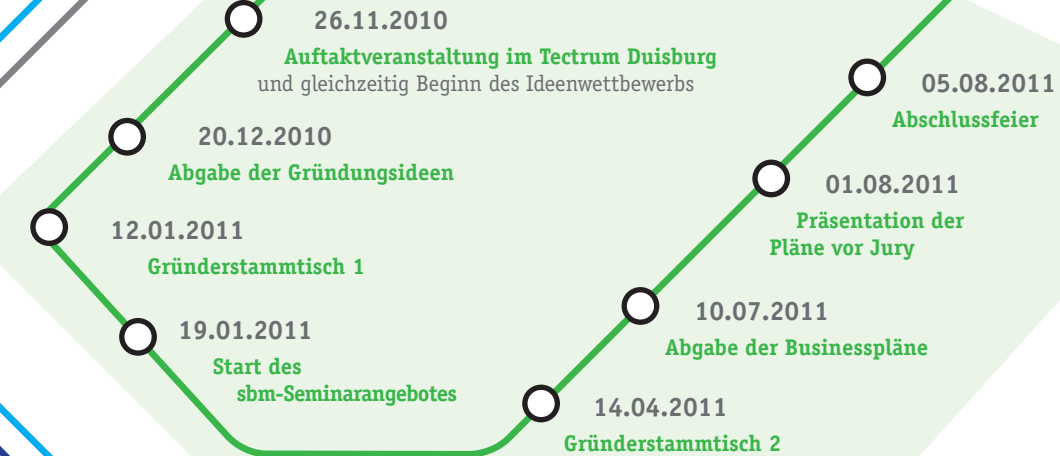 26.11.2010
Auftaktveranstaltung im Tectrum Duisburg
und gleichzeitig Beginn des Ideenwettbewerbs
20.12.2010
Abgabe der Gründungsideen
12.01.2011
Gründerstammtisch 1
19.01.2011
Start des
sbm-Seminarangebotes
14.04.2011
Gründerstammtisch 2
10.07.2011
Abgabe der Businesspläne
01.08.2011
Präsentation der
Pläne vor Jury
05.08.2011
Abschlussfeier